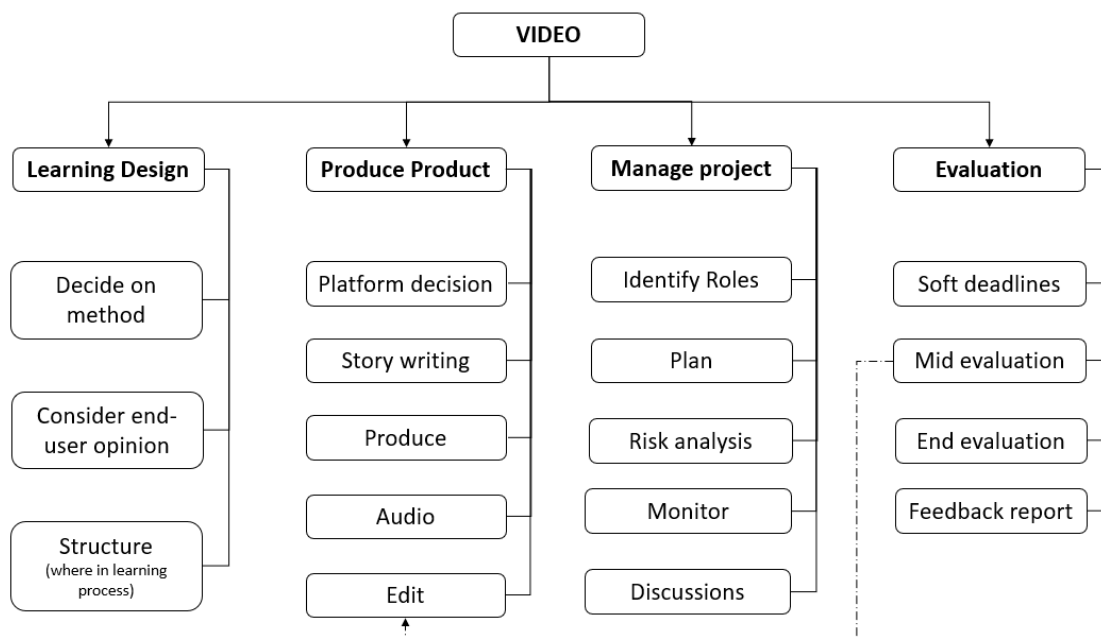 VIDEO
Learning Design
Produce Product
Manage project
Evaluation
Decide on
method
Consider end-
user opinion
Structure
(where in learning
process)
Platform decision
Story writing
Produce
Audio
Edit
Identify Roles
Plan
Risk analysis
Monitor
Discussions
Soft deadlines
Mid evaluation
End evaluation
Feedback report